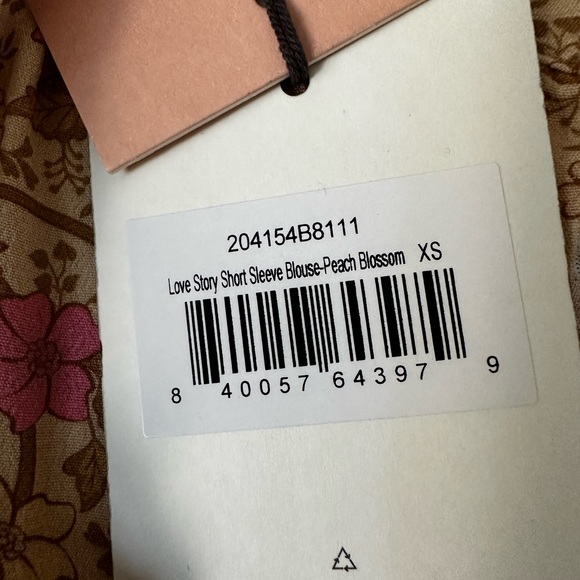 204154B8111
Love Story Short Sleeve Blouse-Peach Blossom XS
8 40057 64397 9